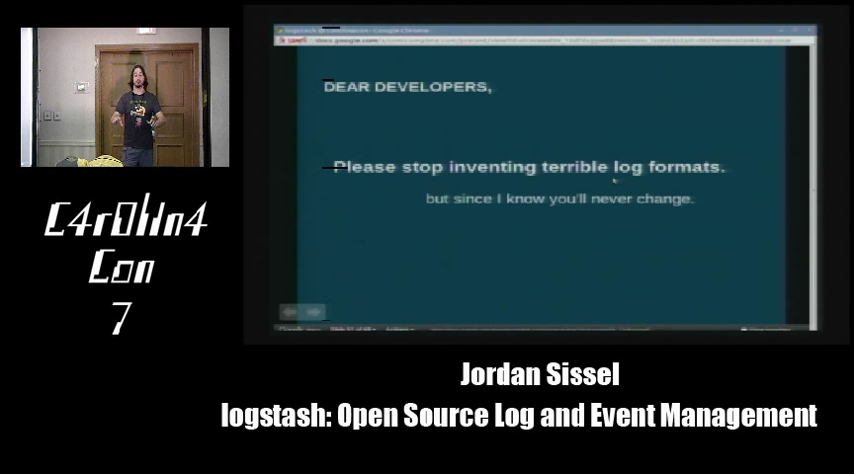 DEAR DEVELOPERS,
Please stop inventing terrible log formats.
but since I know you'll never change.
C4r0l1n4
Con
7
Jordan Sissel
logstash: Open Source Log and Event Management